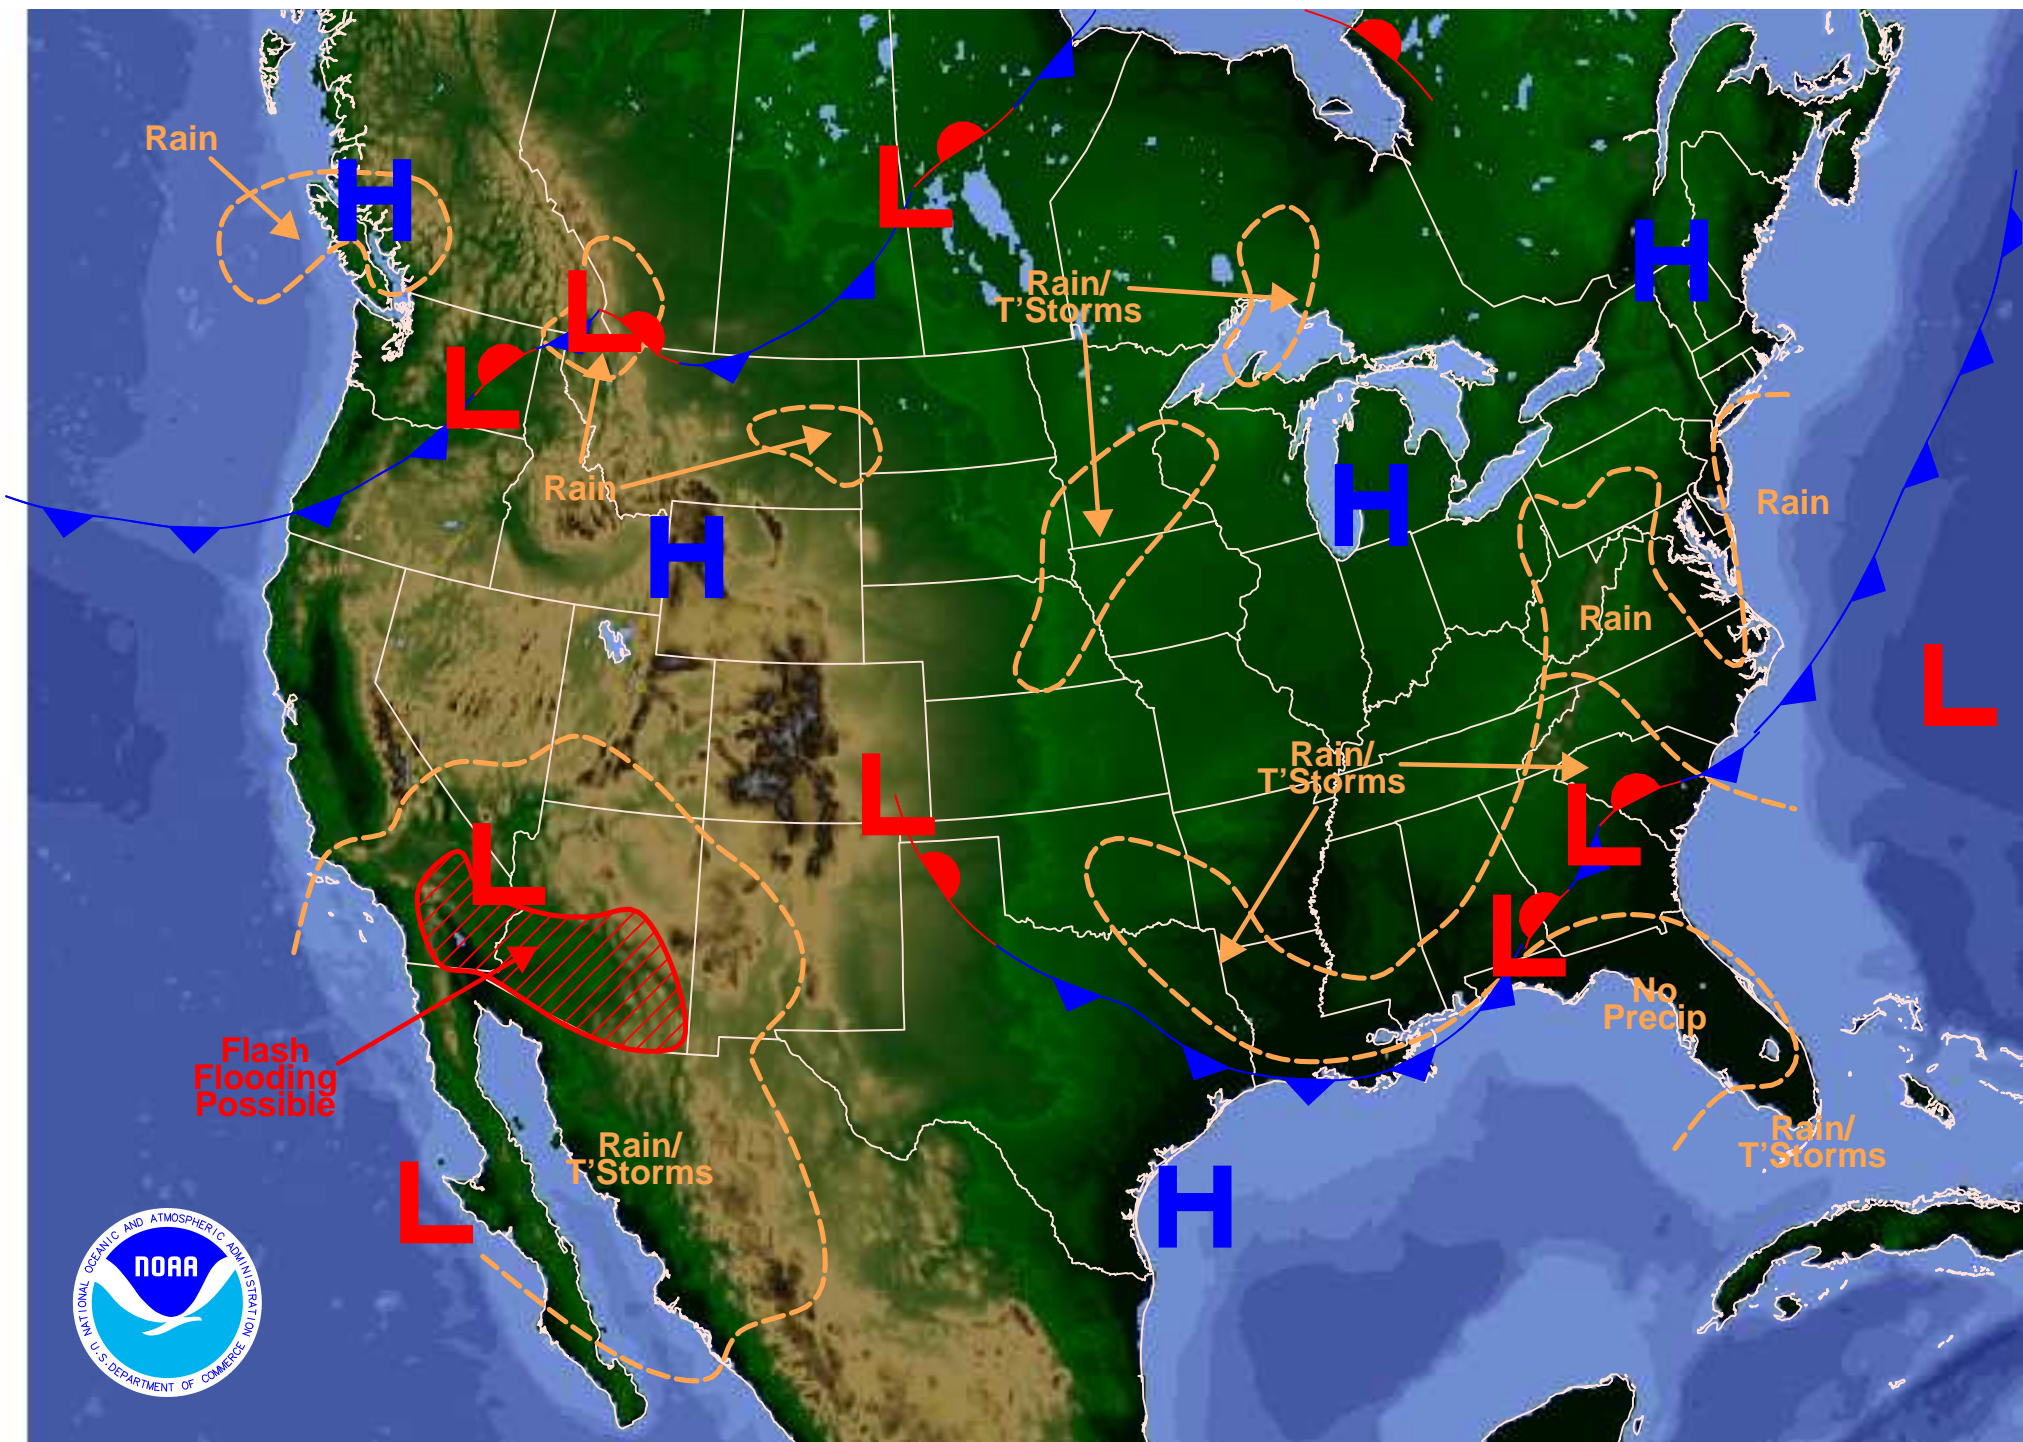 Rain
H
L
L
L
Rain/
T'Storms
H
Rain
H
H
Rain
Rain
L
L
Rain/
T'Storms
L
L
L
No
Precip
Flash
Flooding
Possible
Rain/
T'Storms
Rain/
T'Storms
L
H
NATIONAL OCEANIC AND ATMOSPHERIC ADMINISTRATION
NOAA
U.S. DEPARTMENT OF COMMERCE